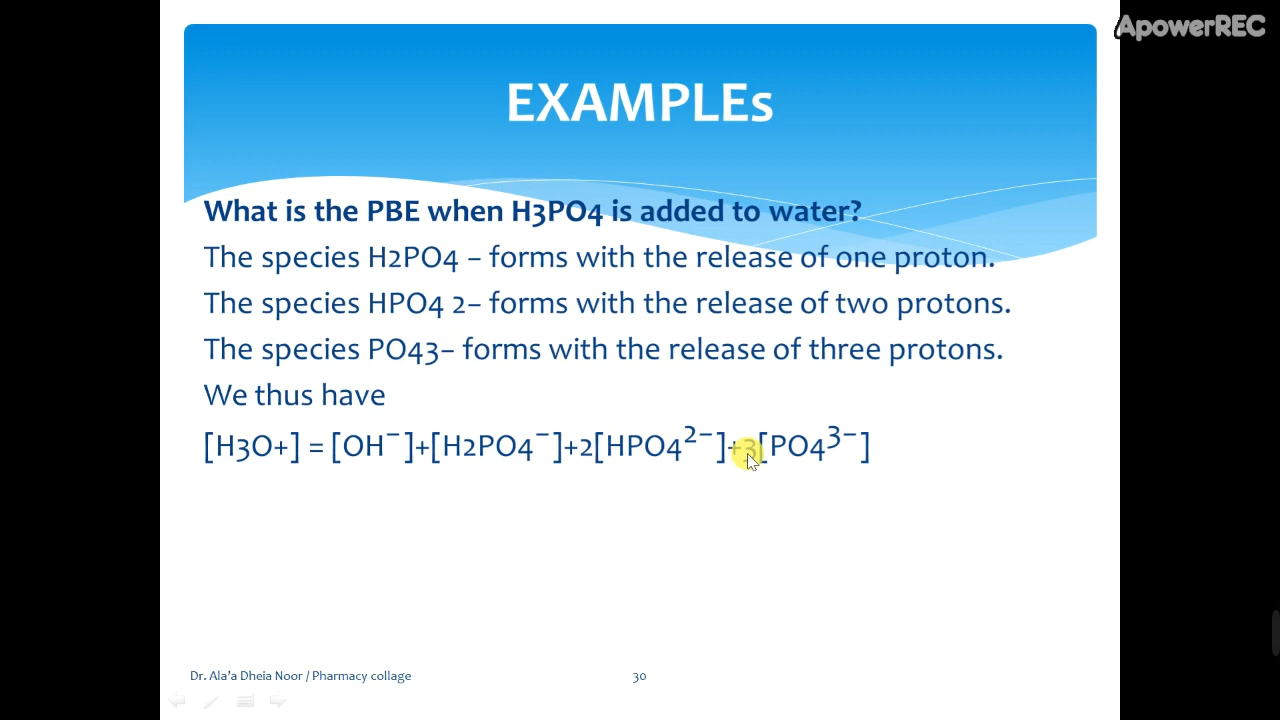 ApowerREC
EXAMPLEs
What is the PBE when H3PO4 is added to water?
The species H2PO4 – forms with the release of one proton.
The species HPO4 2– forms with the release of two protons.
The species PO43– forms with the release of three protons.
We thus have
[H3O+] = [OH⁻]+[H2PO4⁻]+2[HPO4²⁻]+3[PO4³⁻]
Dr. Ala’a Dheia Noor / Pharmacy collage 30